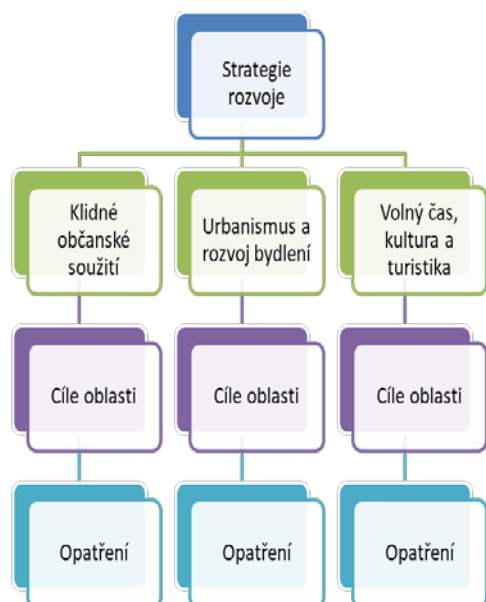 Strategie
rozvoje
Klidné
občanské
soužití
Urbanismus a
rozvoj bydlení
Volný čas,
kultura a
turistika
Cíle oblasti
Cíle oblasti
Cíle oblasti
Opatření
Opatření
Opatření